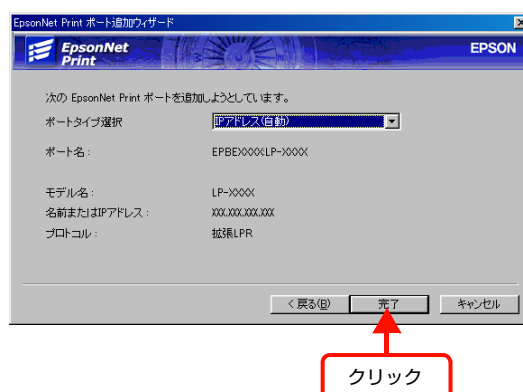 EpsonNet Print ポート追加ウィザード
EpsonNet
Print
EPSON
次の EpsonNet Print ポートを追加しようとしています。
ポートタイプ選択 IPアドレス(自動)
ポート名 : EPBEXXXX:LP-XXXX
モデル名 : LP-XXXX
名前またはIPアドレス : XXX.XXX.XXX.XXX
プロトコル : 拡張LPR
< 戻る(B) 完了 キャンセル
クリック